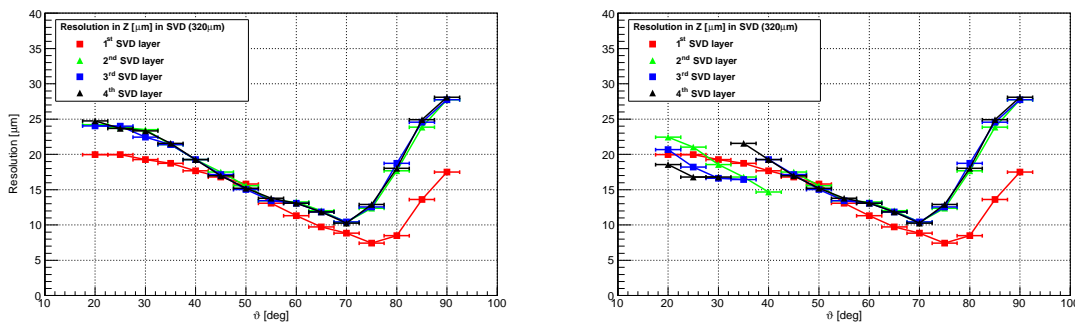 Resolution in Z [μm] in SVD (320μm)
1st SVD layer
2nd SVD layer
3rd SVD layer
4th SVD layer
Resolution [μm]
40
35
30
25
20
15
10
5
0
10 20 30 40 50 60 70 80 90 100
ϑ [deg]
Resolution in Z [μm] in SVD (320μm)
1st SVD layer
2nd SVD layer
3rd SVD layer
4th SVD layer
Resolution [μm]
40
35
30
25
20
15
10
5
0
10 20 30 40 50 60 70 80 90 100
ϑ [deg]